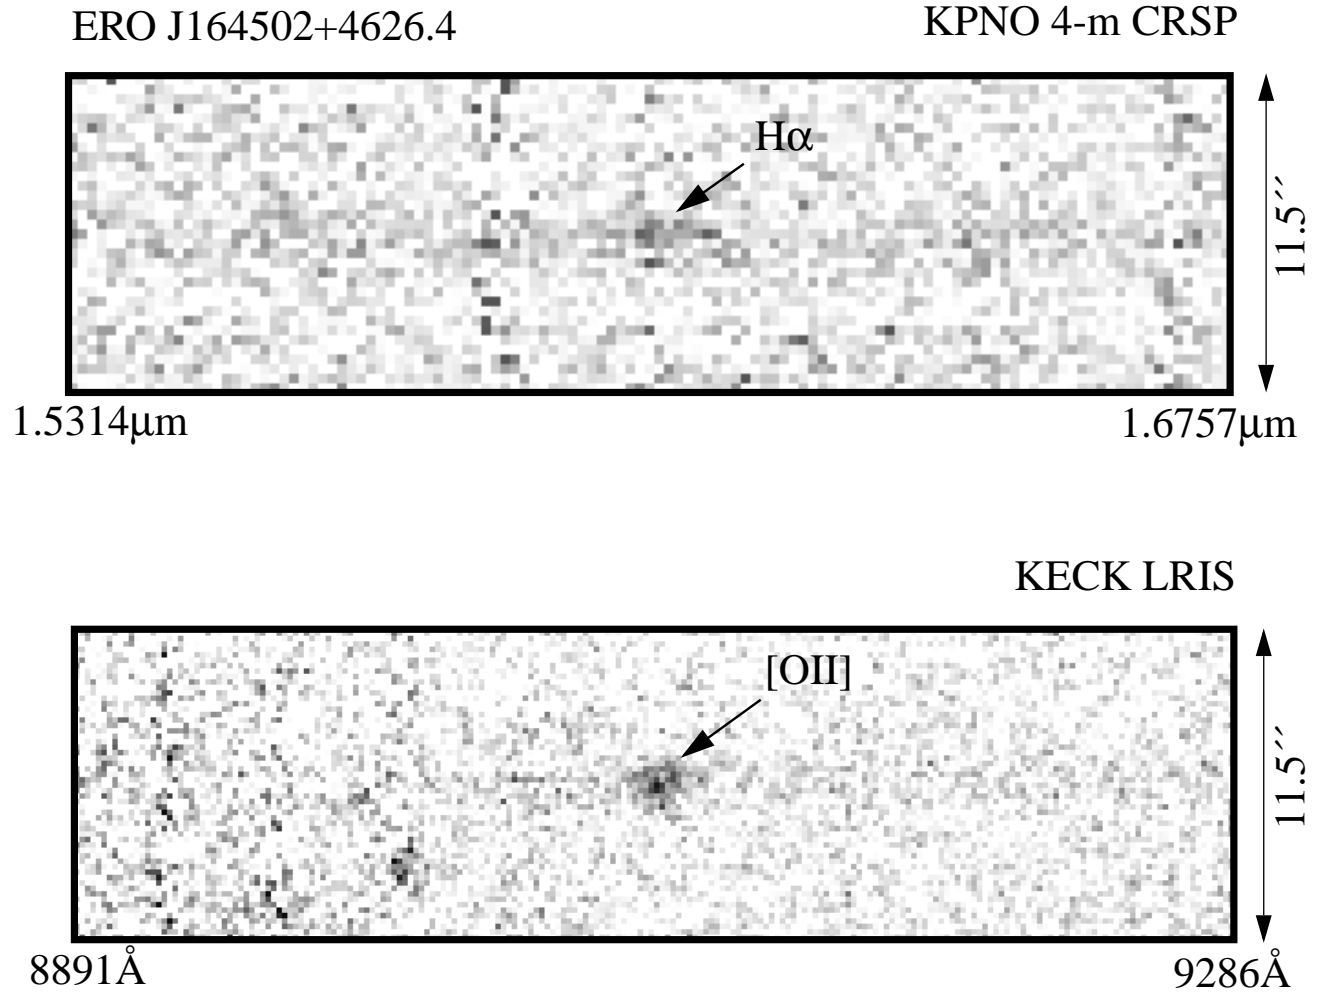 ERO J164502+4626.4
KPNO 4-m CRSP
Hα
11.5´´
1.5314μm
1.6757μm
KECK LRIS
[OII]
11.5´´
8891Å
9286Å